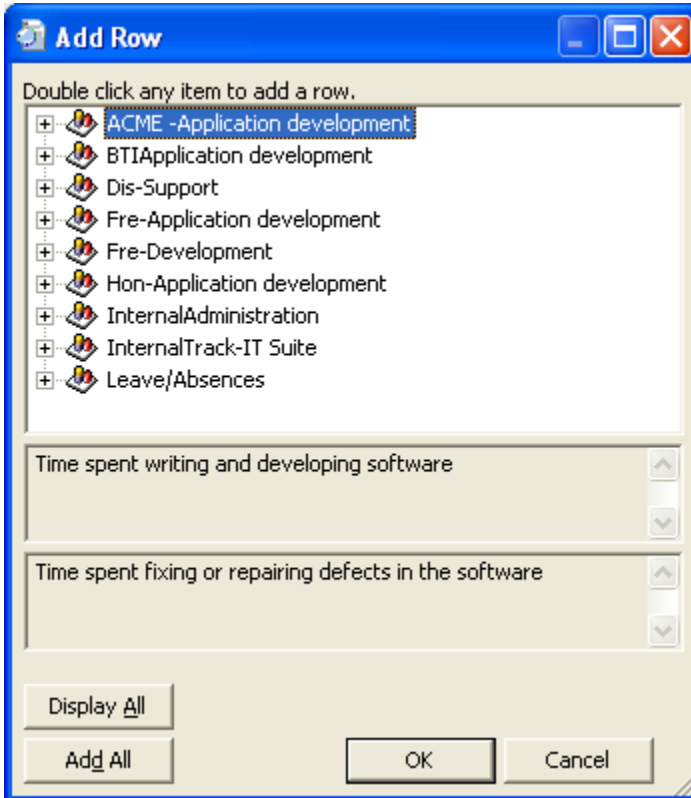 Add Row
Double click any item to add a row.
ACME -Application development
BTIApplication development
Dis-Support
Fre-Application development
Fre-Development
Hon-Application development
InternalAdministration
InternalTrack-IT Suite
Leave/Absences
Time spent writing and developing software
Time spent fixing or repairing defects in the software
Display All
Add All
OK
Cancel